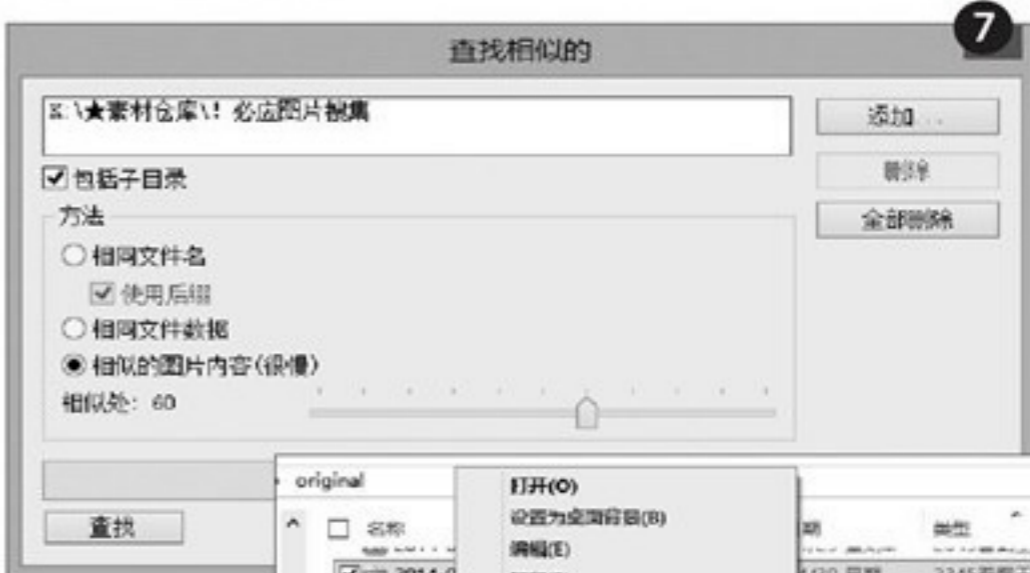 7
查找相似的
K:\★素材仓库\! 必应图片搜集
添加...
删除
包括子目录
全部删除
方法
相同文件名
使用后缀
相同文件数据
相似的图片内容(很慢)
相似处: 60
original
打开(O)
查找
名称
设置为桌面背景(B)
类型
编辑(E)